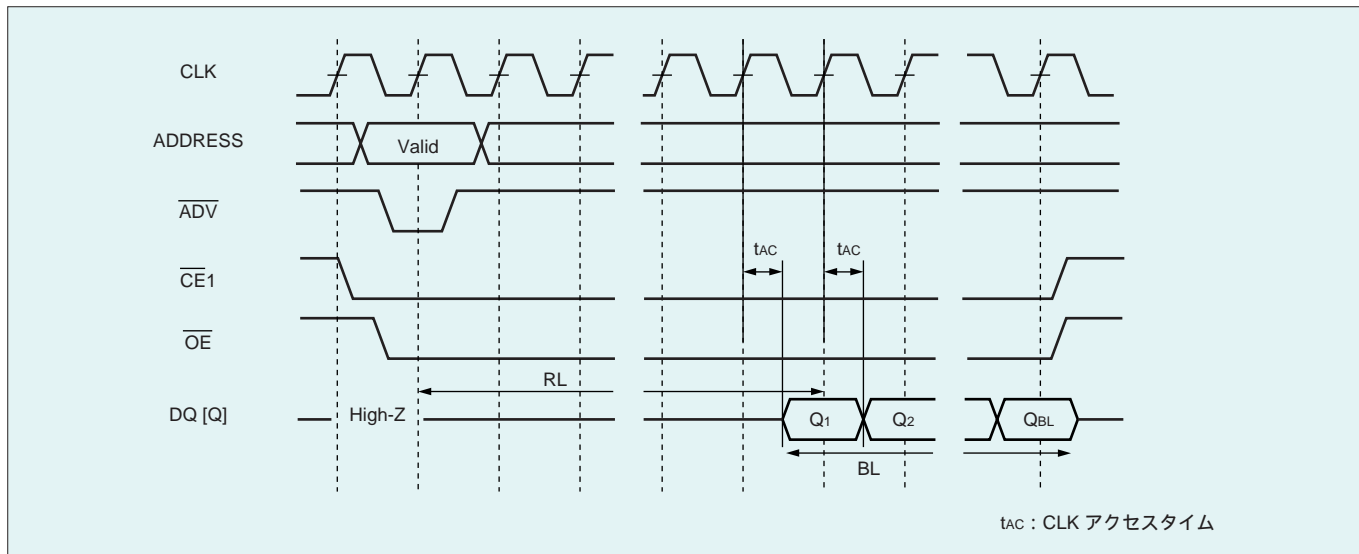 CLK
ADDRESS
Valid
ADV
tAC
tAC
CE1
OE
RL
DQ [Q]
High-Z
Q1
Q2
QBL
BL
tAC : CLK アクセスタイム